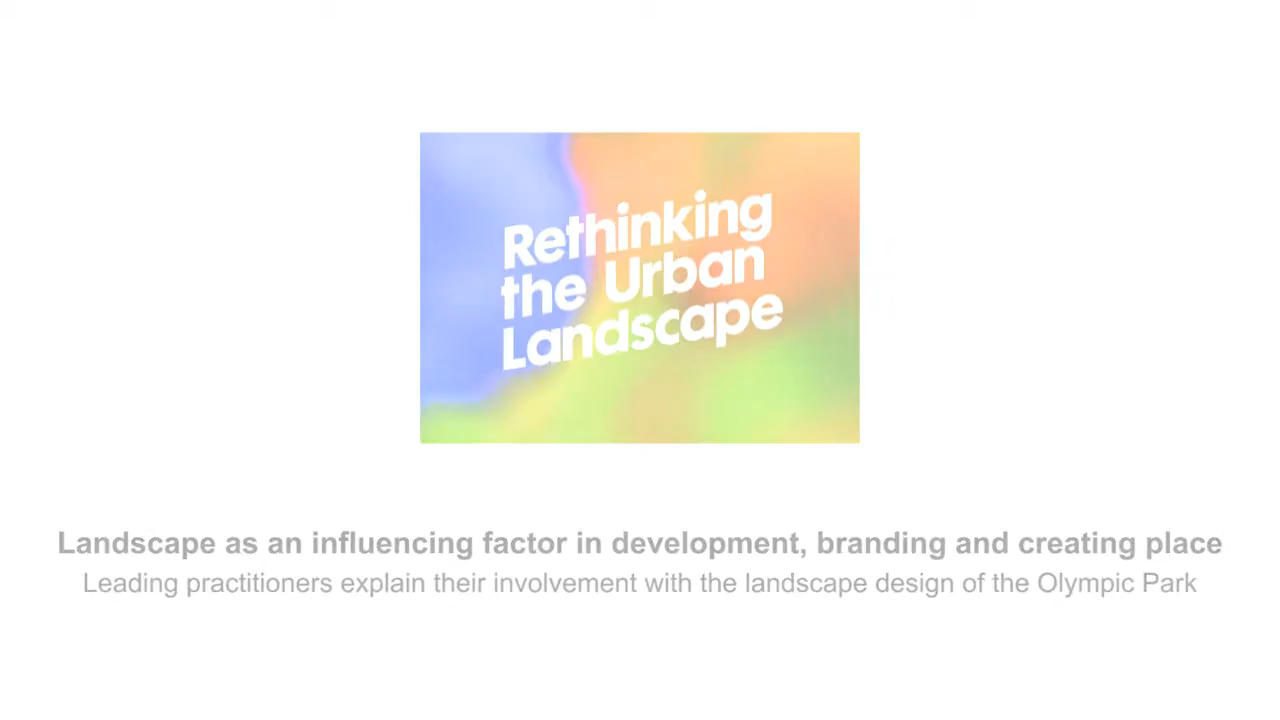 Rethinking
the Urban
Landscape
Landscape as an influencing factor in development, branding and creating place
Leading practitioners explain their involvement with the landscape design of the Olympic Park